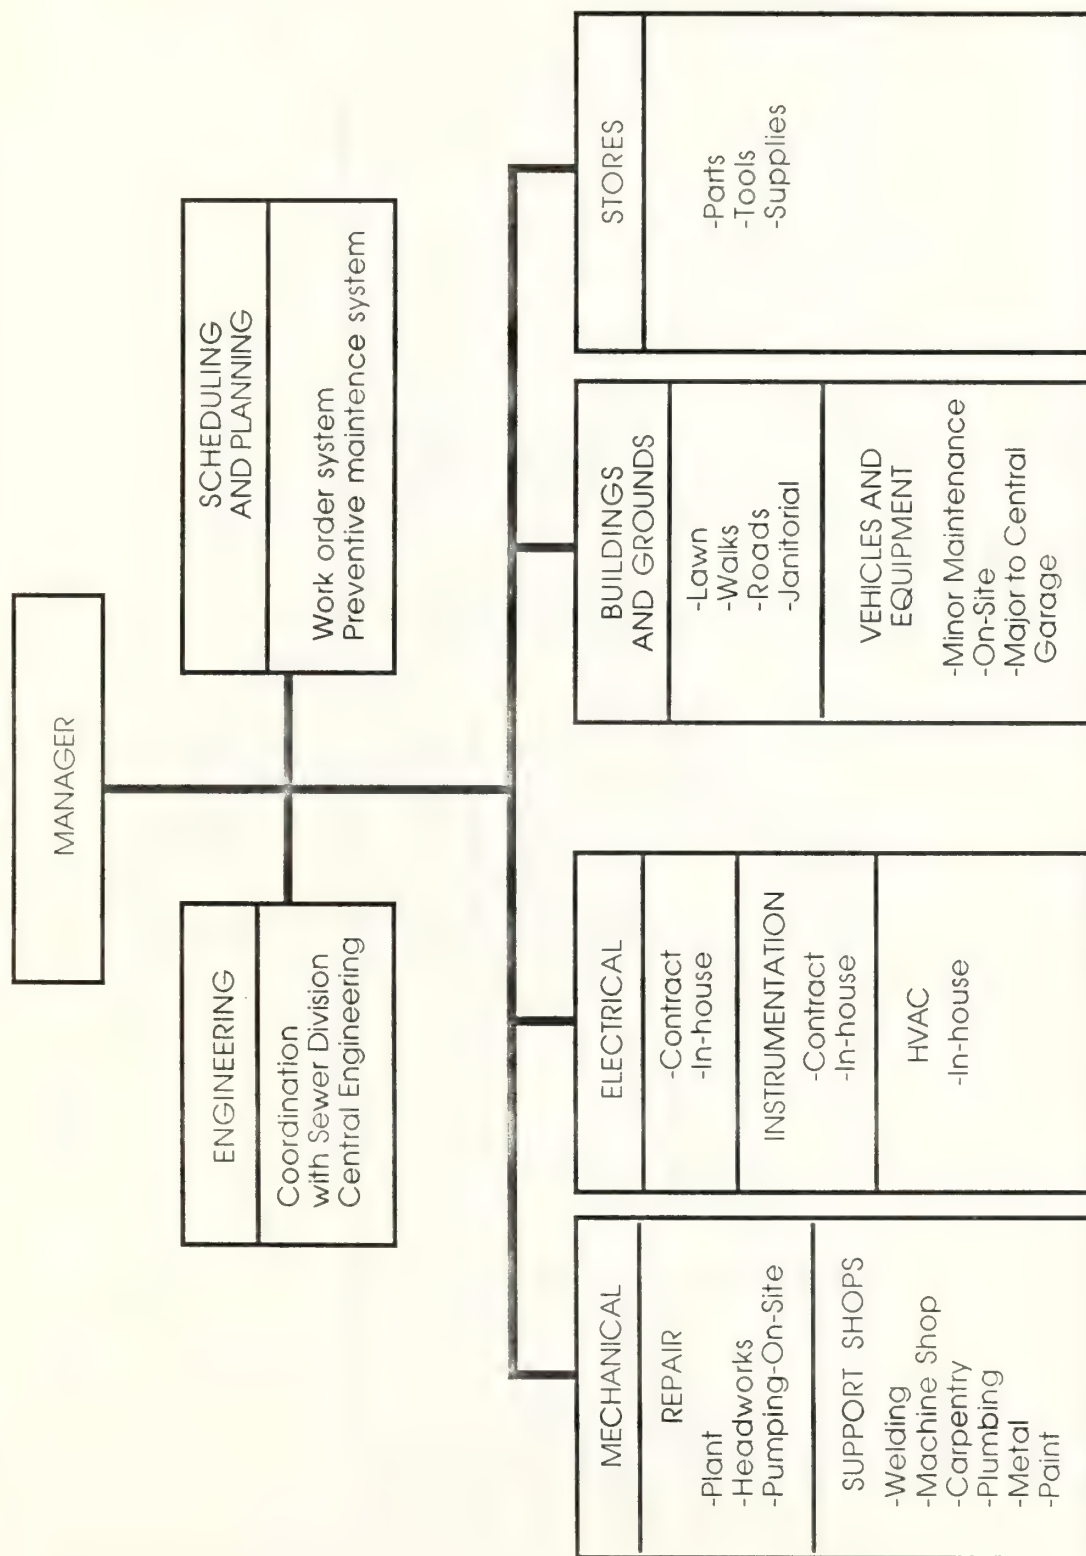 MANAGER
ENGINEERING
Coordination
with Sewer Division
Central Engineering
SCHEDULING
AND PLANNING
Work order system
Preventive maintence system
MECHANICAL
REPAIR
-Plant
-Headworks
-Pumping-On-Site
SUPPORT SHOPS
-Welding
-Machine Shop
-Carpentry
-Plumbing
-Metal
-Paint
ELECTRICAL
-Contract
-In-house
INSTRUMENTATION
-Contract
-In-house
HVAC
-In-house
BUILDINGS
AND GROUNDS
-Lawn
-Walks
-Roads
-Janitorial
VEHICLES AND
EQUIPMENT
-Minor Maintenance
-On-Site
-Major to Central
Garage
STORES
-Parts
-Tools
-Supplies